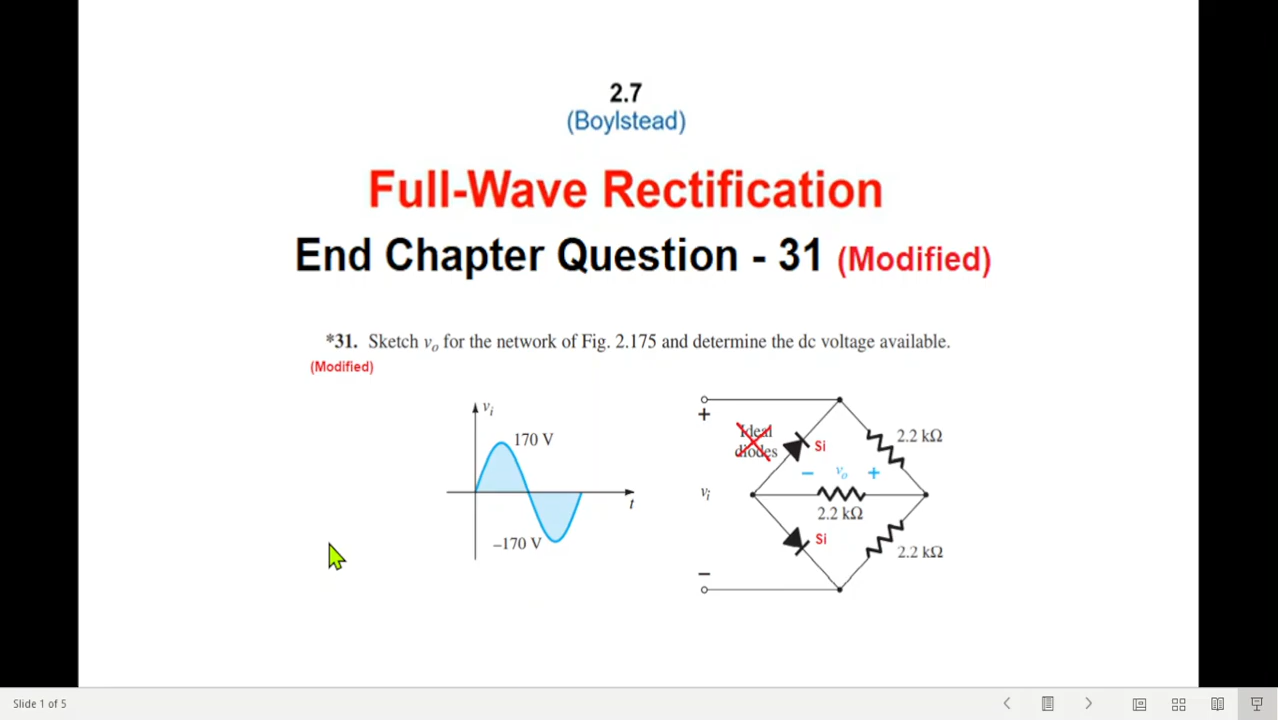 2.7
(Boylstead)
Full-Wave Rectification
End Chapter Question - 31 (Modified)
*31. Sketch vo for the network of Fig. 2.175 and determine the dc voltage available.
(Modified)
vi
170 V
t
–170 V
+
Ideal
diodes
Si
2.2 kΩ
– vo +
vi
2.2 kΩ
Si
2.2 kΩ
–
Slide 1 of 5